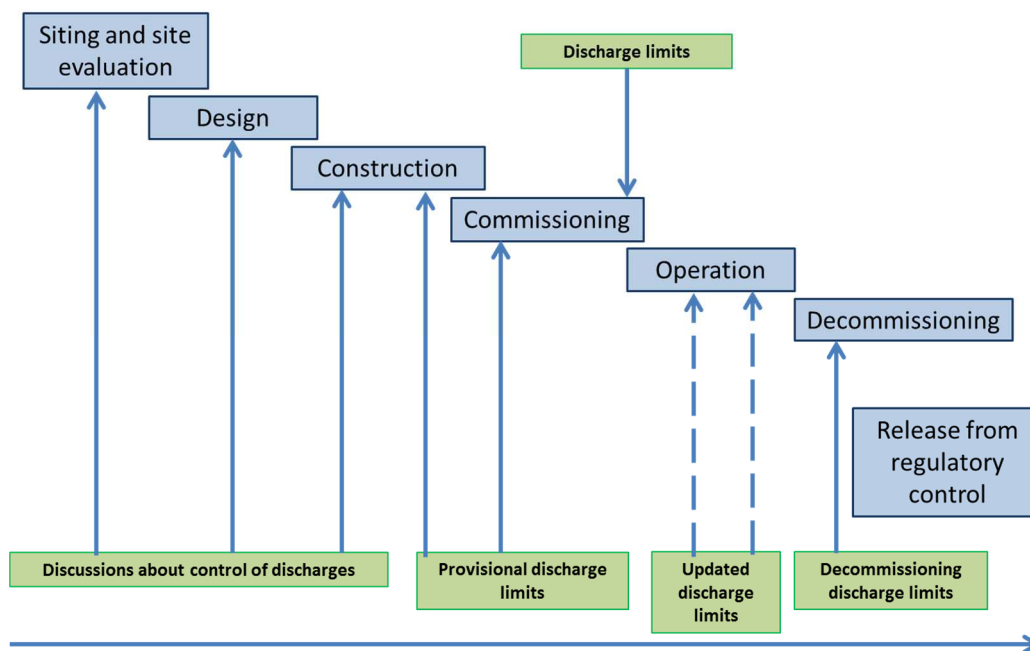 Siting and site
evaluation
Discharge limits
Design
Construction
Commissioning
Operation
Decommissioning
Release from
regulatory
control
Discussions about control of discharges
Provisional discharge
limits
Updated
discharge
limits
Decommissioning
discharge limits